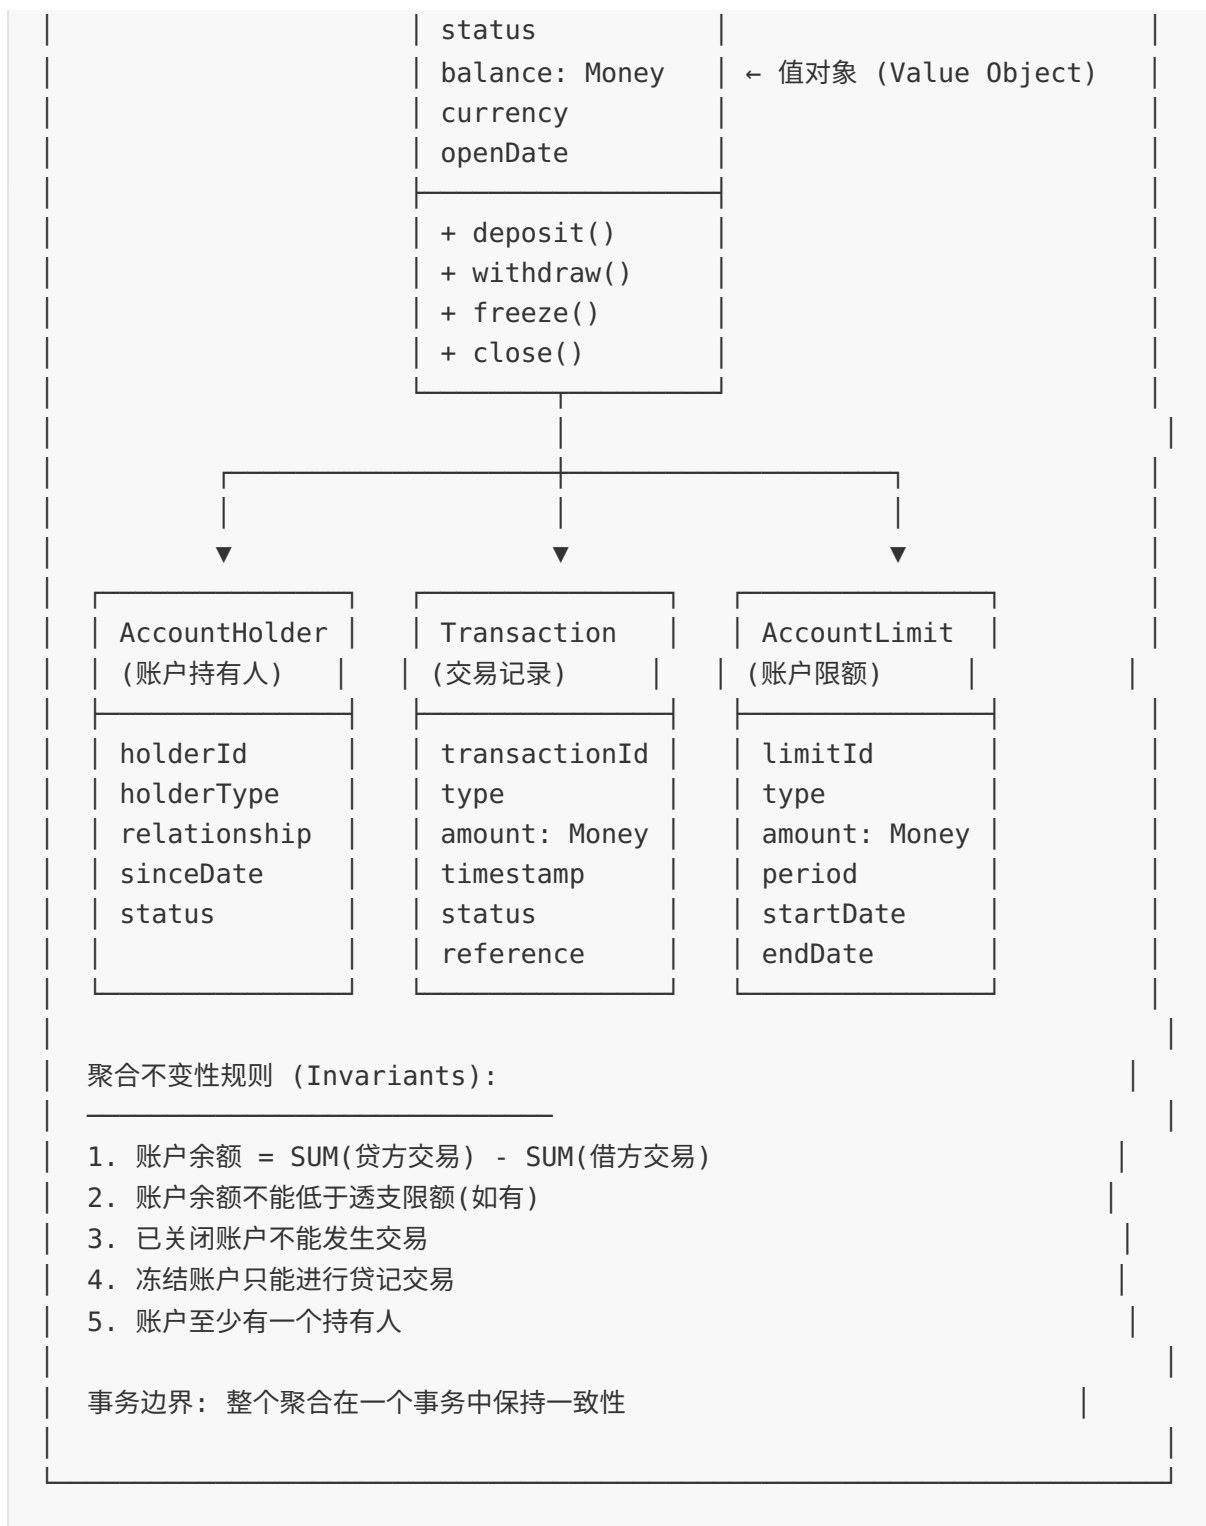 status
balance: Money ← 值对象 (Value Object)
currency
openDate
+ deposit()
+ withdraw()
+ freeze()
+ close()
AccountHolder Transaction AccountLimit
(账户持有人) (交易记录) (账户限额)
holderId transactionId limitId
holderType type type
relationship amount: Money amount: Money
sinceDate timestamp period
status status startDate
reference endDate
聚合不变性规则 (Invariants):
1. 账户余额 = SUM(贷方交易) - SUM(借方交易)
2. 账户余额不能低于透支限额(如有)
3. 已关闭账户不能发生交易
4. 冻结账户只能进行贷记交易
5. 账户至少有一个持有人
事务边界: 整个聚合在一个事务中保持一致性